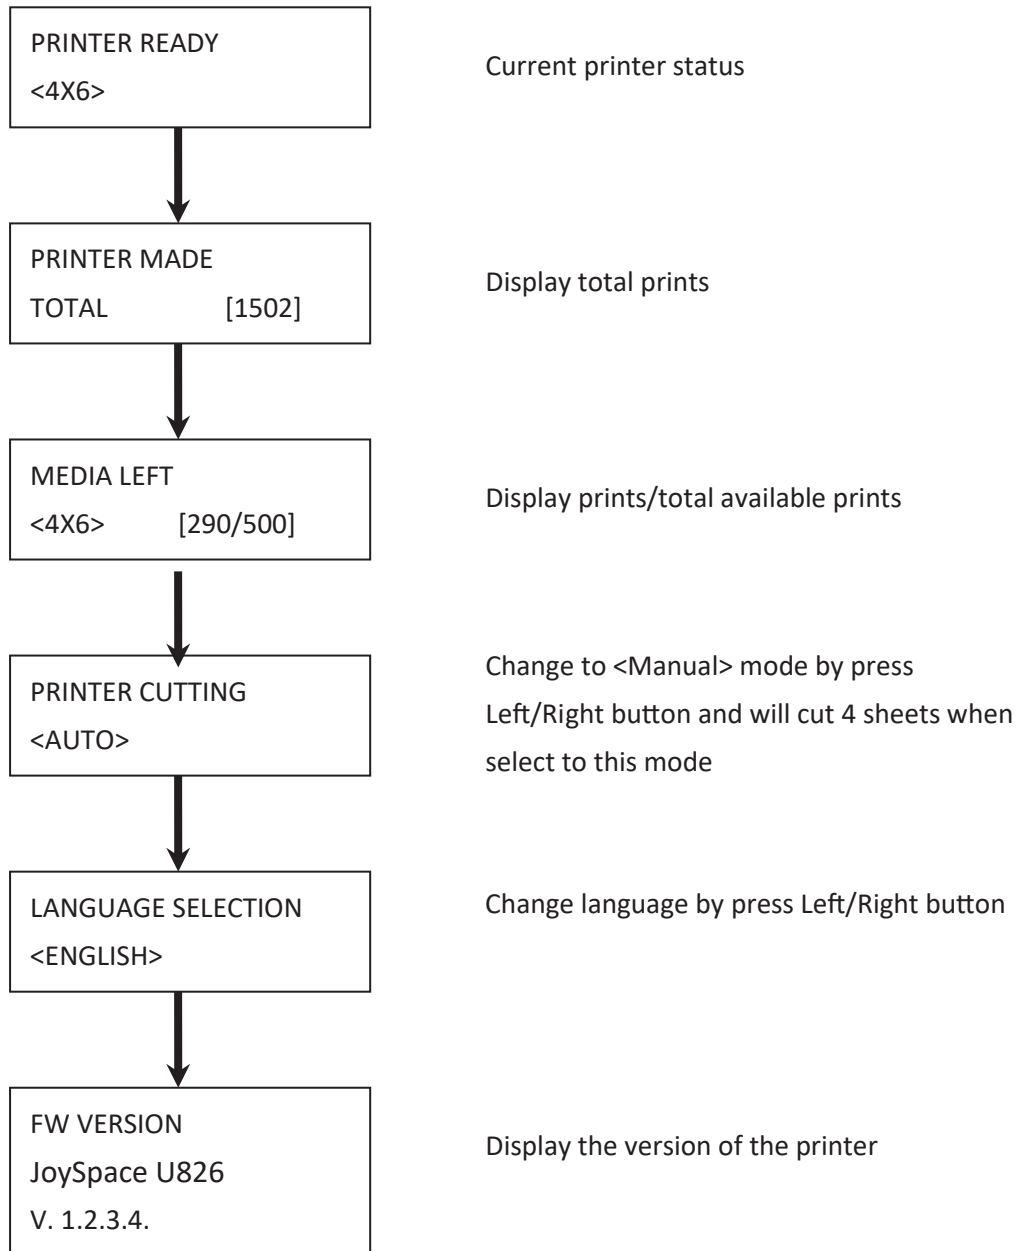 PRINTER READY
<4X6>
Current printer status
PRINTER MADE
TOTAL [1502]
Display total prints
MEDIA LEFT
<4X6> [290/500]
Display prints/total available prints
PRINTER CUTTING
<AUTO>
Change to <Manual> mode by press
Left/Right button and will cut 4 sheets when
select to this mode
LANGUAGE SELECTION
<ENGLISH>
Change language by press Left/Right button
FW VERSION
JoySpace U826
V. 1.2.3.4.
Display the version of the printer